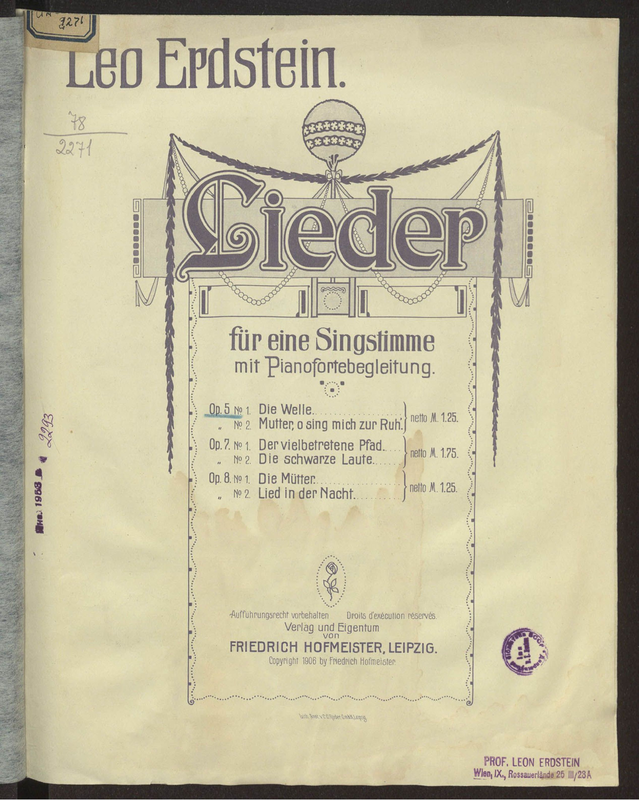 9271
Leo Erdstein.
78
2271
Lieder
für eine Singstimme
mit Pianofortebegleitung.
Op. 5 No 1. Die Welle.
" No 2. Mutter, o sing mich zur Ruh'. netto M. 1.25.
Op. 7. No 1. Der vielbetretene Pfad.
" No 2. Die schwarze Laute. netto M. 1.75.
Op. 8. No 1. Die Mütter.
" No 2. Lied in der Nacht. netto M. 1.25.
2293
1953
Aufführungsrecht vorbehalten Droits d'exécution réservés.
Verlag und Eigentum
von
FRIEDRICH HOFMEISTER, LEIPZIG.
Copyright 1906 by Friedrich Hofmeister
PROF. LEON ERDSTEIN
Wien, IX., Rossauerlände 25 III/23A